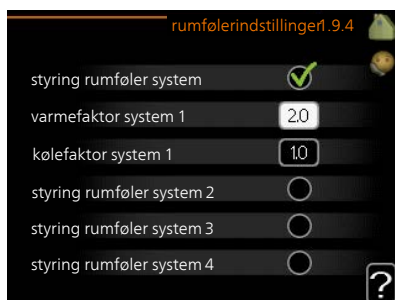 rumfølerindstillinger1.9.4
styring rumføler system
varmefaktor system 1 2.0
kølefaktor system 1 1.0
styring rumføler system 2
styring rumføler system 3
styring rumføler system 4
?